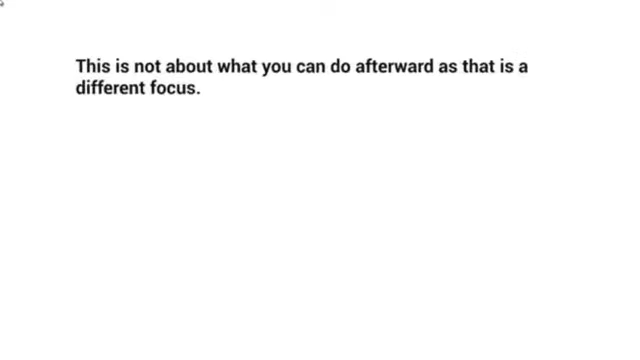 This is not about what you can do afterward as that is a
different focus.